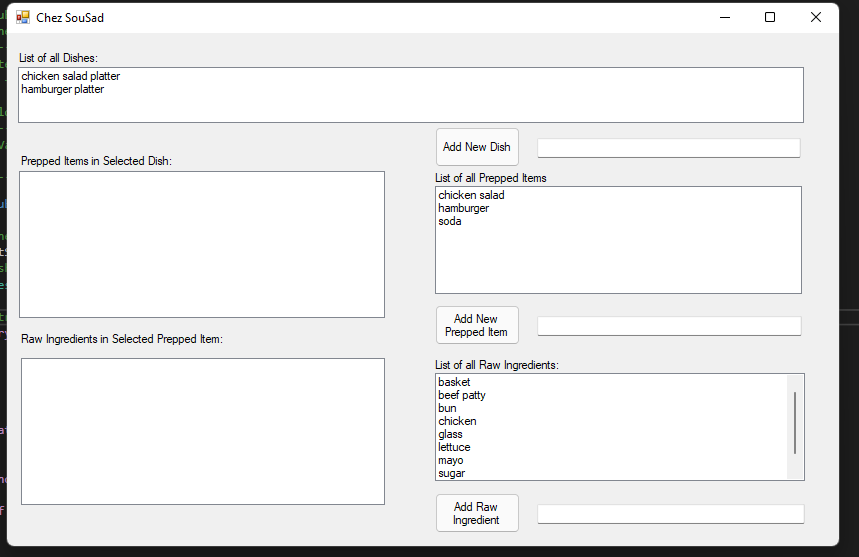 Chez SouSad
List of all Dishes:
chicken salad platter
hamburger platter
Add New Dish
Prepped Items in Selected Dish:
List of all Prepped Items
chicken salad
hamburger
soda
Add New
Prepped Item
Raw Ingredients in Selected Prepped Item:
List of all Raw Ingredients:
basket
beef patty
bun
chicken
glass
lettuce
mayo
sugar
Add Raw
Ingredient